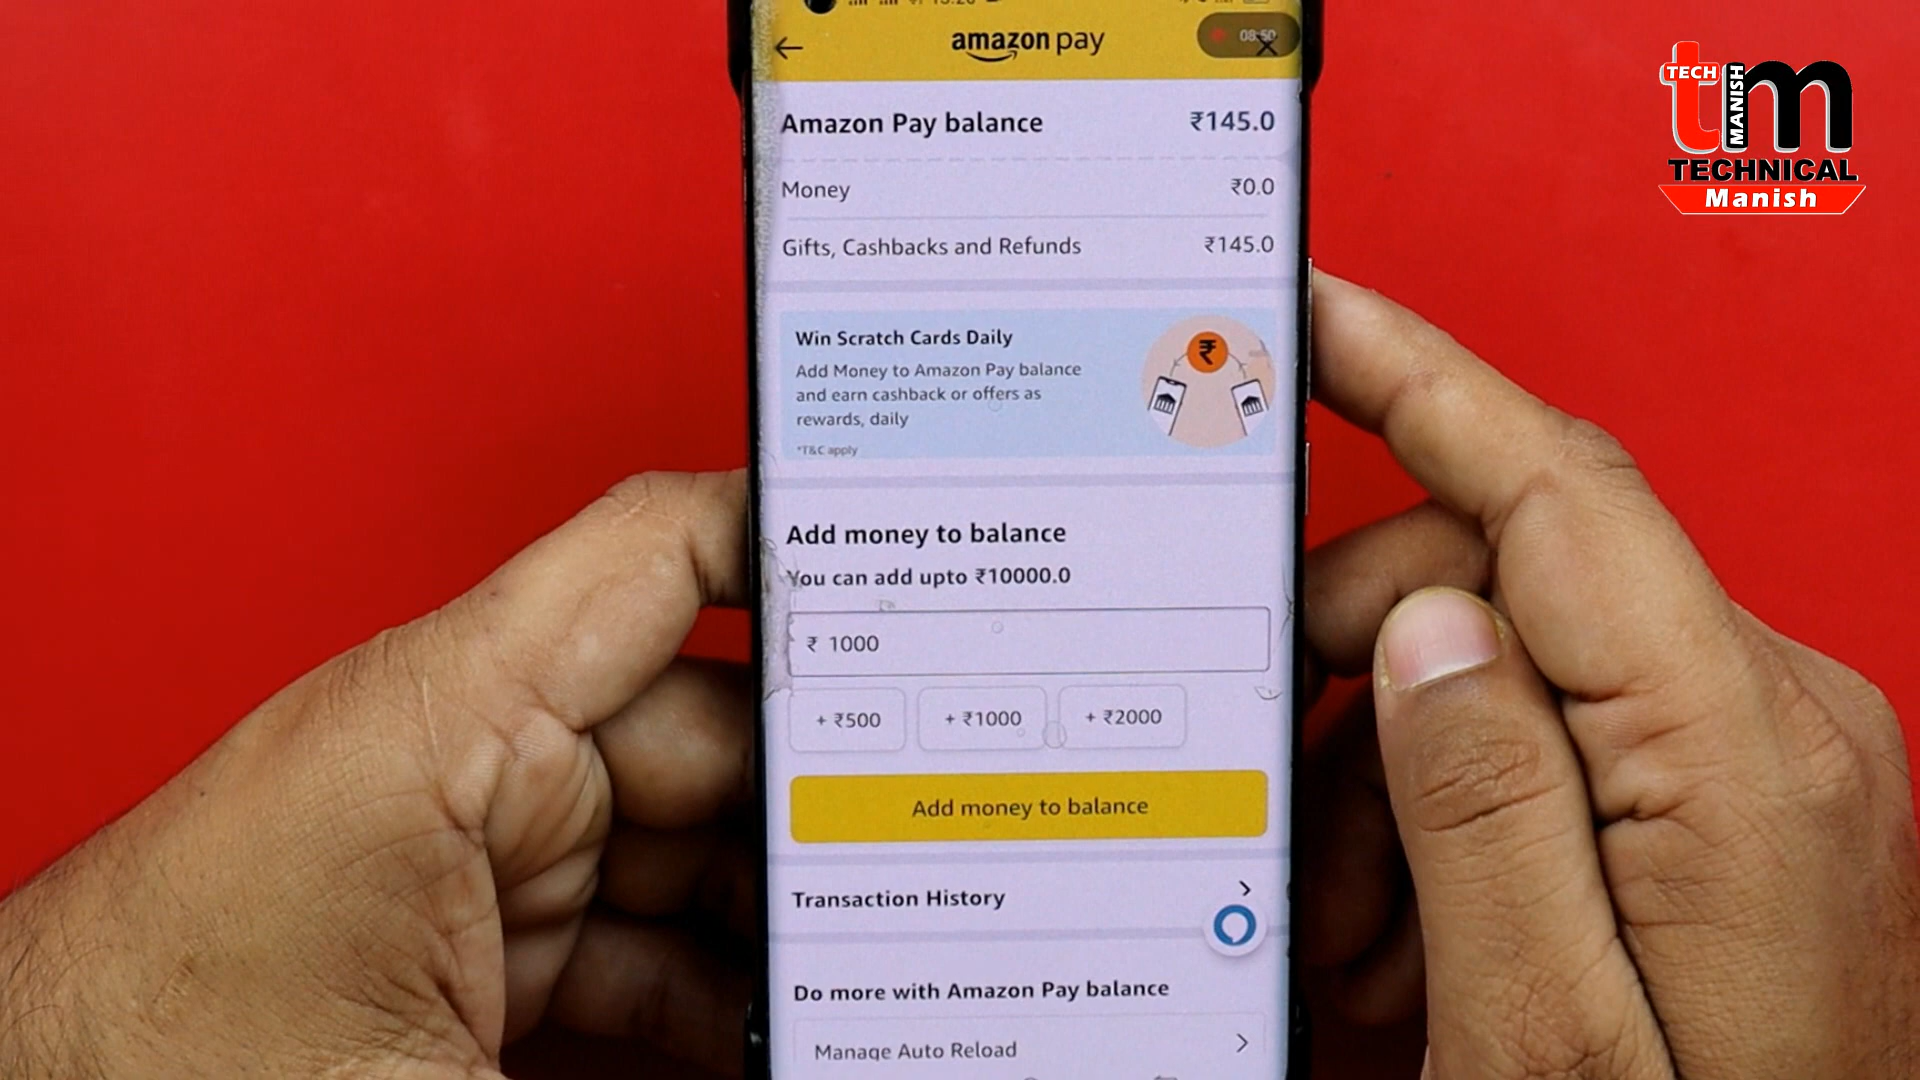 amazon pay
08:50
Amazon Pay balance ₹145.0
Money ₹0.0
Gifts, Cashbacks and Refunds ₹145.0
Win Scratch Cards Daily
Add Money to Amazon Pay balance
and earn cashback or offers as
rewards, daily
*T&C apply
Add money to balance
You can add upto ₹10000.0
₹ 1000
+ ₹500 + ₹1000 + ₹2000
Add money to balance
Transaction History
Do more with Amazon Pay balance
Manage Auto Reload
tm
TECH
MANISH
TECHNICAL
Manish